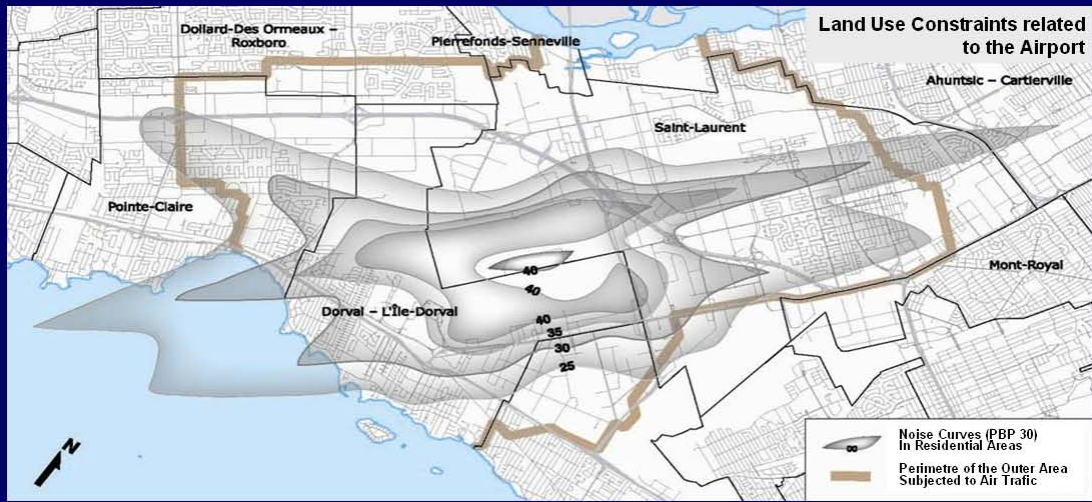 Land Use Constraints related
to the Airport
Dollard-Des Ormeaux –
Roxboro
Pierrefonds-Senneville
Ahuntsic – Cartierville
Saint-Laurent
Pointe-Claire
Mont-Royal
40
40
Dorval – L'Île-Dorval
40
35
30
25
N
Noise Curves (PBP 30)
In Residential Areas
Perimetre of the Outer Area
Subjected to Air Trafic